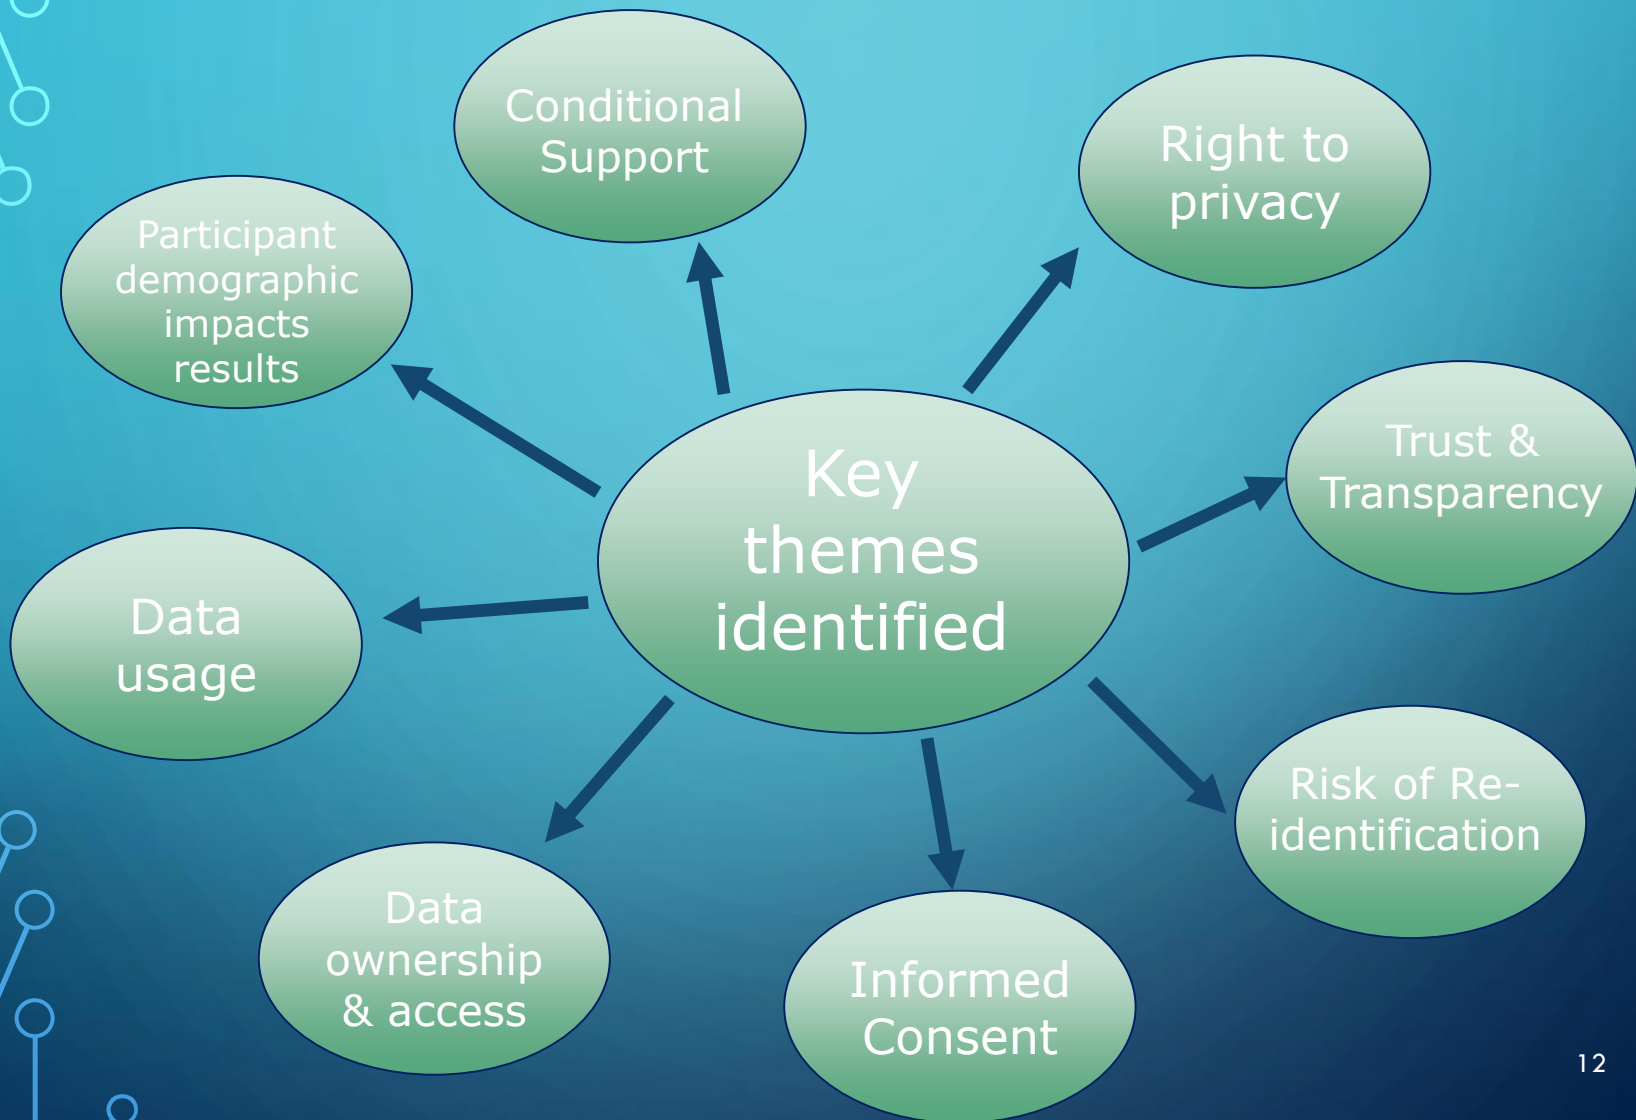 Conditional
Support
Right to
privacy
Participant
demographic
impacts
results
Key
themes
identified
Trust &
Transparency
Data
usage
Risk of Re-
identification
Data
ownership
& access
Informed
Consent
12